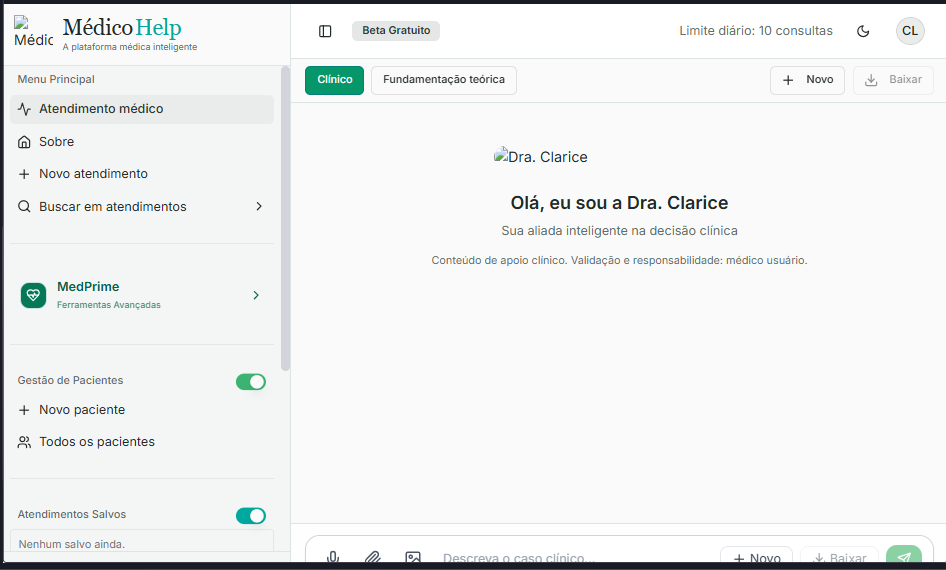 Médic
MédicoHelp
A plataforma médica inteligente
Beta Gratuito
Limite diário: 10 consultas
CL
Menu Principal
Atendimento médico
Sobre
Novo atendimento
Buscar em atendimentos
MedPrime
Ferramentas Avançadas
Gestão de Pacientes
Novo paciente
Todos os pacientes
Atendimentos Salvos
Nenhum salvo ainda.
Clínico
Fundamentação teórica
Novo
Baixar
Dra. Clarice
Olá, eu sou a Dra. Clarice
Sua aliada inteligente na decisão clínica
Conteúdo de apoio clínico. Validação e responsabilidade: médico usuário.
Descreva o caso clínico...
Novo
Baixar